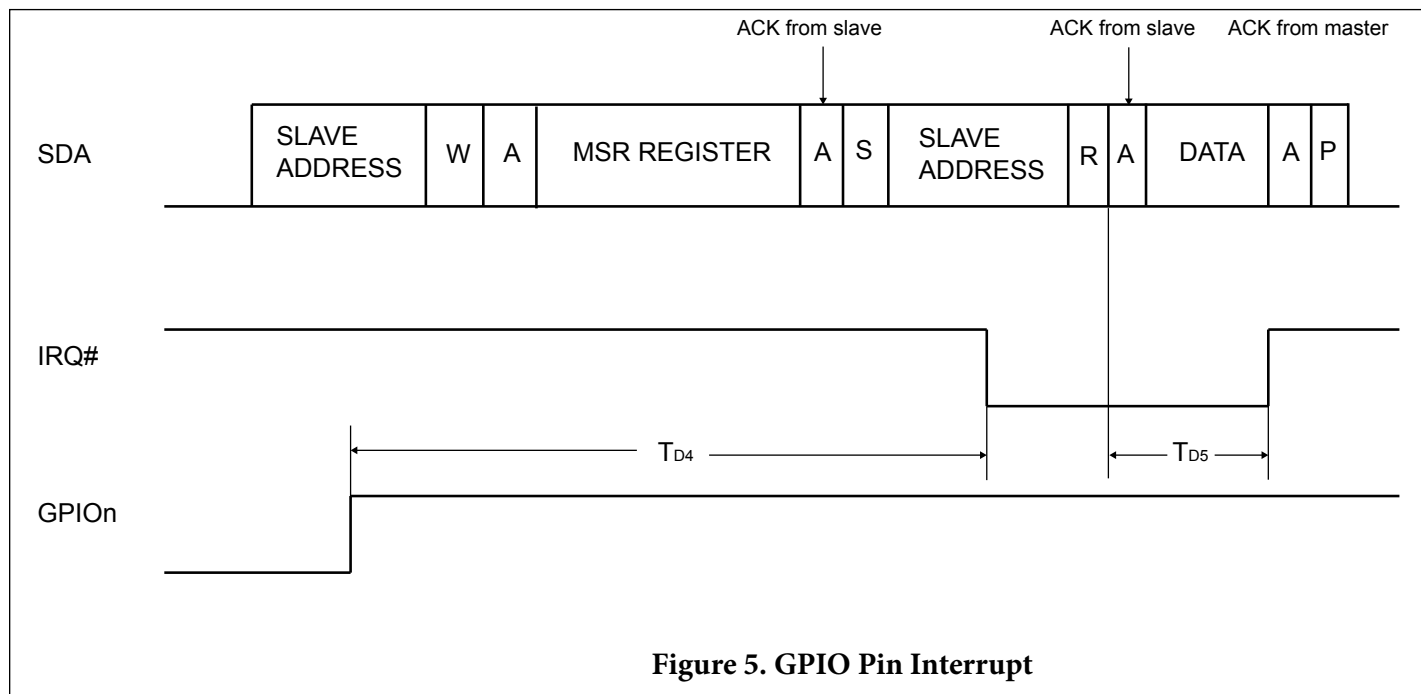 ACK from slave ACK from slave ACK from master
SDA
SLAVE ADDRESS W A MSR REGISTER A S SLAVE ADDRESS R A DATA A P
IRQ#
TD4 TD5
GPIOn
Figure 5. GPIO Pin Interrupt